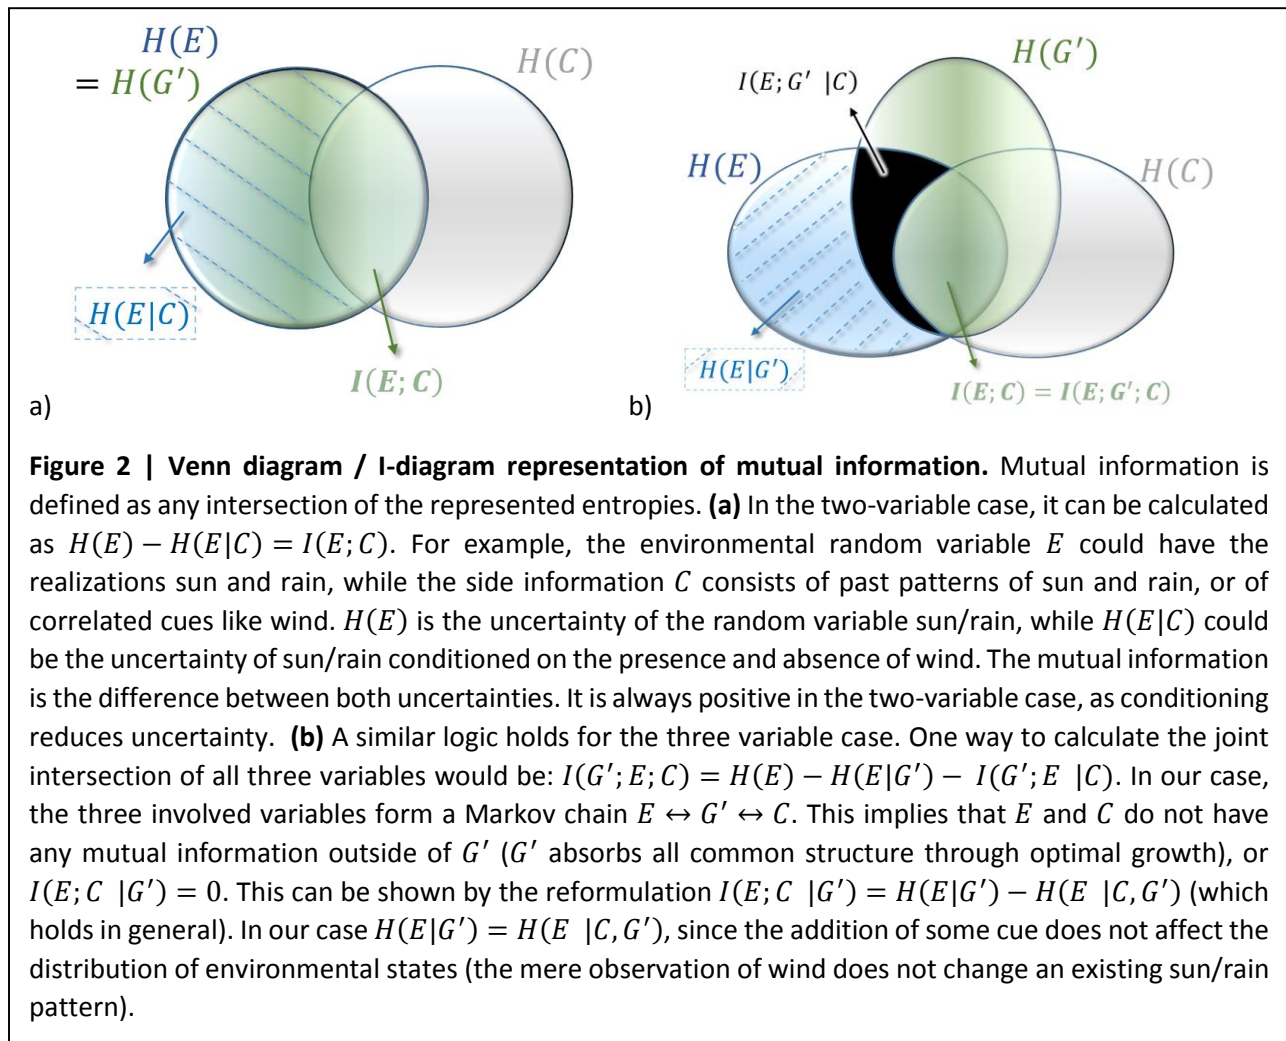 H(E)
= H(G′)
H(C)
H(E|C)
I(E; C)
a)
H(G′)
I(E; G′ |C)
H(E)
H(C)
H(E|G′)
I(E; C) = I(E; G′; C)
b)
Figure 2 | Venn diagram / I-diagram representation of mutual information. Mutual information is
defined as any intersection of the represented entropies. (a) In the two-variable case, it can be calculated
as H(E) − H(E|C) = I(E; C). For example, the environmental random variable E could have the
realizations sun and rain, while the side information C consists of past patterns of sun and rain, or of
correlated cues like wind. H(E) is the uncertainty of the random variable sun/rain, while H(E|C) could
be the uncertainty of sun/rain conditioned on the presence and absence of wind. The mutual information
is the difference between both uncertainties. It is always positive in the two-variable case, as conditioning
reduces uncertainty. (b) A similar logic holds for the three variable case. One way to calculate the joint
intersection of all three variables would be: I(G′; E; C) = H(E) − H(E|G′) − I(G′; E |C). In our case,
the three involved variables form a Markov chain E ↔ G′ ↔ C. This implies that E and C do not have
any mutual information outside of G′ (G′ absorbs all common structure through optimal growth), or
I(E; C |G′) = 0. This can be shown by the reformulation I(E; C |G′) = H(E|G′) − H(E |C, G′) (which
holds in general). In our case H(E|G′) = H(E |C, G′), since the addition of some cue does not affect the
distribution of environmental states (the mere observation of wind does not change an existing sun/rain
pattern).